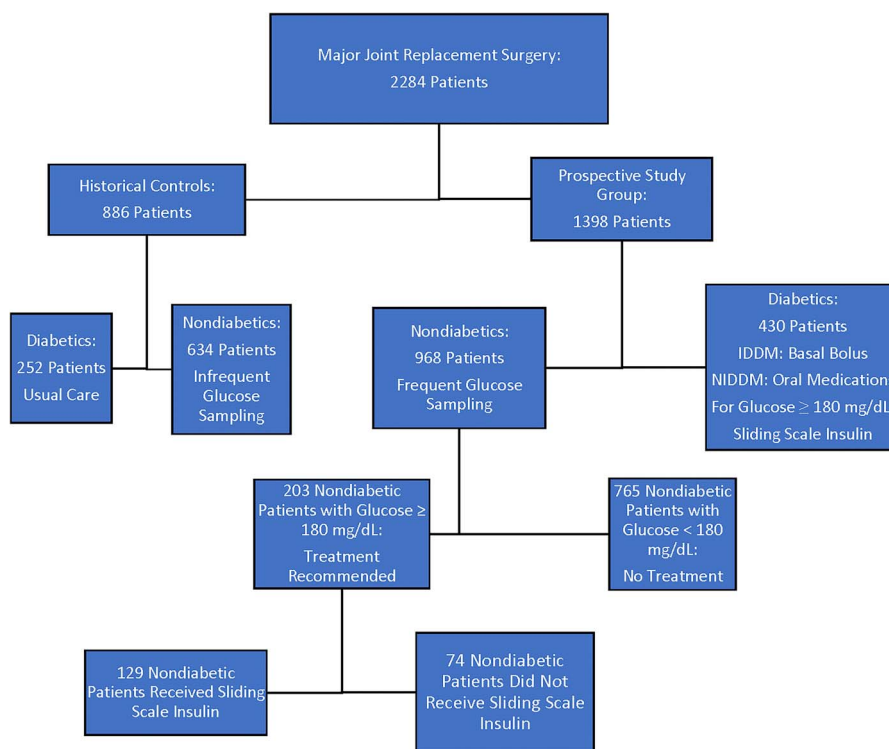 Major Joint Replacement Surgery:
2284 Patients
Historical Controls:
886 Patients
Prospective Study
Group:
1398 Patients
Diabetics:
252 Patients
Usual Care
Nondiabetics:
634 Patients
Infrequent
Glucose
Sampling
Nondiabetics:
968 Patients
Frequent Glucose
Sampling
Diabetics:
430 Patients
IDDM: Basal Bolus
NIDDM: Oral Medication
For Glucose ≥ 180 mg/dL
Sliding Scale Insulin
203 Nondiabetic
Patients with Glucose ≥
180 mg/dL:
Treatment
Recommended
765 Nondiabetic
Patients with
Glucose < 180
mg/dL:
No Treatment
129 Nondiabetic
Patients Received Sliding
Scale Insulin
74 Nondiabetic
Patients Did Not
Receive Sliding Scale
Insulin